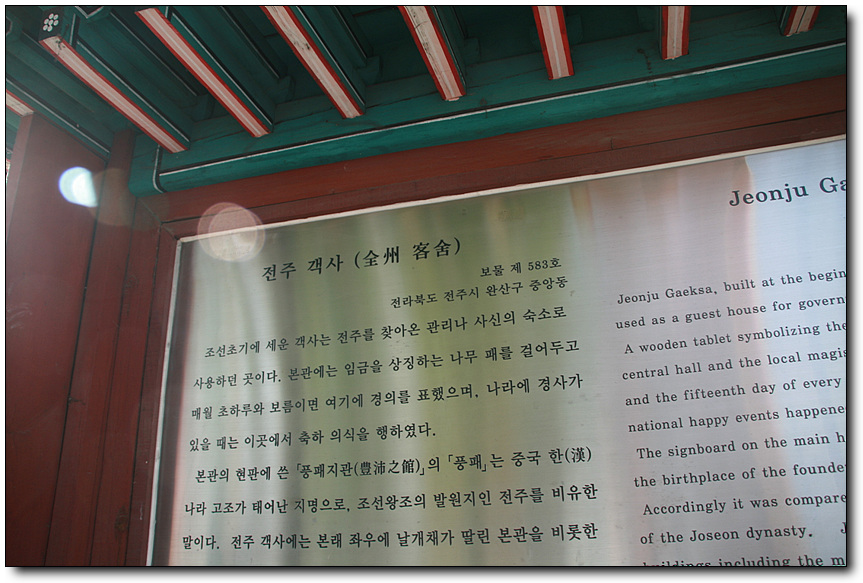 전주 객사 (全州 客舍)
보물 제 583호
전라북도 전주시 완산구 중앙동
조선초기에 세운 객사는 전주를 찾아온 관리나 사신의 숙소로
사용하던 곳이다. 본관에는 임금을 상징하는 나무 패를 걸어두고
매월 초하루와 보름이면 여기에 경의를 표했으며, 나라에 경사가
있을 때는 이곳에서 축하 의식을 행하였다.
본관의 현판에 쓴 「풍패지관(豊沛之館)」의 「풍패」는 중국 한(漢)
나라 고조가 태어난 지명으로, 조선왕조의 발원지인 전주를 비유한
말이다. 전주 객사에는 본래 좌우에 날개채가 딸린 본관을 비롯한
Jeonju
Jeonju Gaeksa, built at the
used as a guest house for
A wooden tablet symbolizing the
central hall and the local
and the fifteenth day of every
national happy events
The signboard on the main
the birthplace of the
Accordingly it was
of the Joseon dynasty.
buildings including the